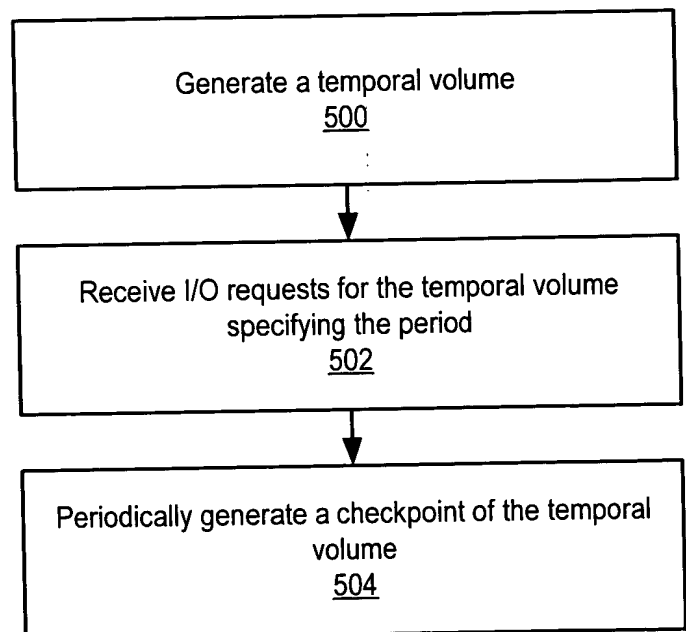 Generate a temporal volume
500
Receive I/O requests for the temporal volume
specifying the period
502
Periodically generate a checkpoint of the temporal
volume
504